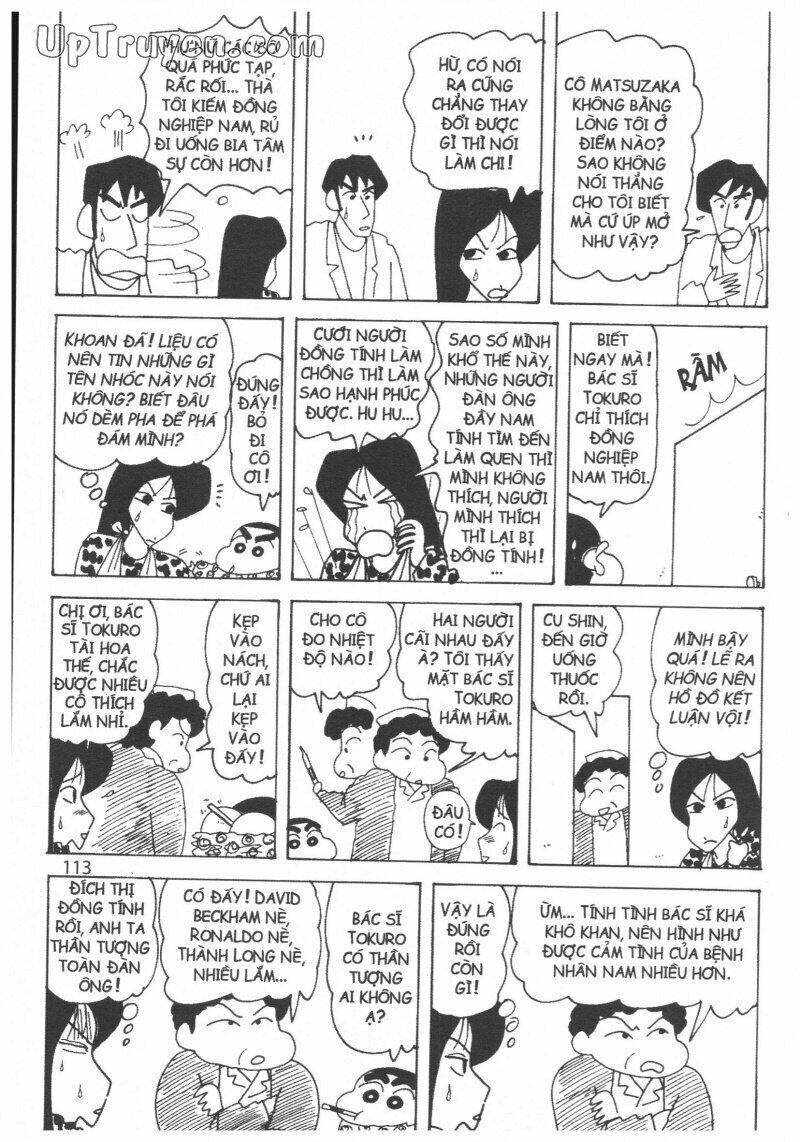 UpTruyen.com
CÔ MATSUZAKA
KHÔNG BẰNG
LÒNG TÔI Ở
ĐIỂM NÀO?
SAO KHÔNG
NÓI THẲNG
CHO TÔI BIẾT
MÀ CỨ ÚP MỞ
NHƯ VẬY?
HỪ, CÓ NÓI
RA CŨNG
CHẲNG THAY
ĐỔI ĐƯỢC
GÌ THÌ NÓI
LÀM CHI!
PHỤ NỮ CÁC CÔ
QUÁ PHỨC TẠP,
RẮC RỐI... THÀ
TÔI KIẾM ĐỒNG
NGHIỆP NAM, RỦ
ĐI UỐNG BIA TÂM
SỰ CÒN HƠN!
RẦM
BIẾT
NGAY MÀ!
BÁC SĨ
TOKURO
CHỈ THÍCH
ĐỒNG
NGHIỆP
NAM THÔI.
SAO SỐ MÌNH
KHỔ THẾ NÀY,
NHỮNG NGƯỜI
ĐÀN ÔNG
ĐẦY NAM
TÍNH TÌM ĐẾN
LÀM QUEN THÌ
MÌNH KHÔNG
THÍCH, NGƯỜI
MÌNH THÍCH
THÌ LẠI BỊ
ĐỒNG TÍNH!
...
CƯỚI NGƯỜI
ĐỒNG TÍNH LÀM
CHỒNG THÌ LÀM
SAO HẠNH PHÚC
ĐƯỢC. HU HU...
ĐÚNG
ĐẤY!
BỎ
ĐI
CÔ
ƠI!
KHOAN ĐÃ! LIỆU CÓ
NÊN TIN NHỮNG GÌ
TÊN NHÓC NÀY NÓI
KHÔNG? BIẾT ĐÂU
NÓ DÈM PHA ĐỂ PHÁ
ĐÁM MÌNH?
MÌNH BẬY
QUÁ! LẼ RA
KHÔNG NÊN
HỒ ĐỒ KẾT
LUẬN VỘI!
CU SHIN,
ĐẾN GIỜ
UỐNG
THUỐC
RỒI.
HAI NGƯỜI
CÃI NHAU ĐẤY
À? TÔI THẤY
MẶT BÁC SĨ
TOKURO
HẦM HẦM.
ĐÂU
CÓ!
CHO CÔ
ĐO NHIỆT
ĐỘ NÀO!
KẸP
VÀO
NÁCH,
CHỨ AI
LẠI
KẸP
VÀO
ĐẤY!
CHỊ ƠI, BÁC
SĨ TOKURO
TÀI HOA
THẾ, CHẮC
ĐƯỢC NHIỀU
CÔ THÍCH
LẮM NHỈ.
113
ỪM... TÍNH TÌNH BÁC SĨ KHÁ
KHÔ KHAN, NÊN HÌNH NHƯ
ĐƯỢC CẢM TÌNH CỦA BỆNH
NHÂN NAM NHIỀU HƠN.
VẬY LÀ
ĐÚNG
RỒI
CÒN
GÌ!
BÁC SĨ
TOKURO
CÓ THẦN
TƯỢNG
AI KHÔNG
Ạ?
CÓ ĐẤY! DAVID
BECKHAM NÈ,
RONALDO NÈ,
THÀNH LONG NÈ,
NHIỀU LẮM...
ĐÍCH THỊ
ĐỒNG TÍNH
RỒI, ANH TA
THẦN TƯỢNG
TOÀN ĐÀN
ÔNG!